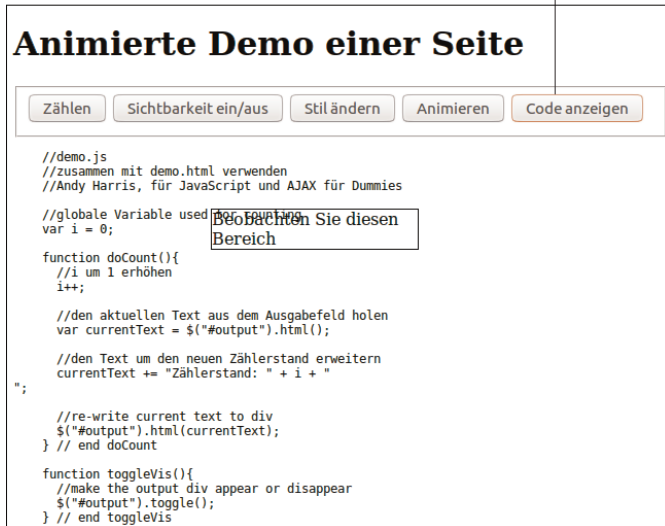 Animierte Demo einer Seite
Zählen Sichtbarkeit ein/aus Stil ändern Animieren Code anzeigen
//demo.js
//zusammen mit demo.html verwenden
//Andy Harris, für JavaScript und AJAX für Dummies
//globale Variable used for counting
var i = 0;
Beobachten Sie diesen
Bereich
function doCount(){
//i um 1 erhöhen
i++;
//den aktuellen Text aus dem Ausgabefeld holen
var currentText = $("#output").html();
//den Text um den neuen Zählerstand erweitern
currentText += "Zählerstand: " + i + "
";
//re-write current text to div
$("#output").html(currentText);
} // end doCount
function toggleVis(){
//make the output div appear or disappear
$("#output").toggle();
} // end toggleVis